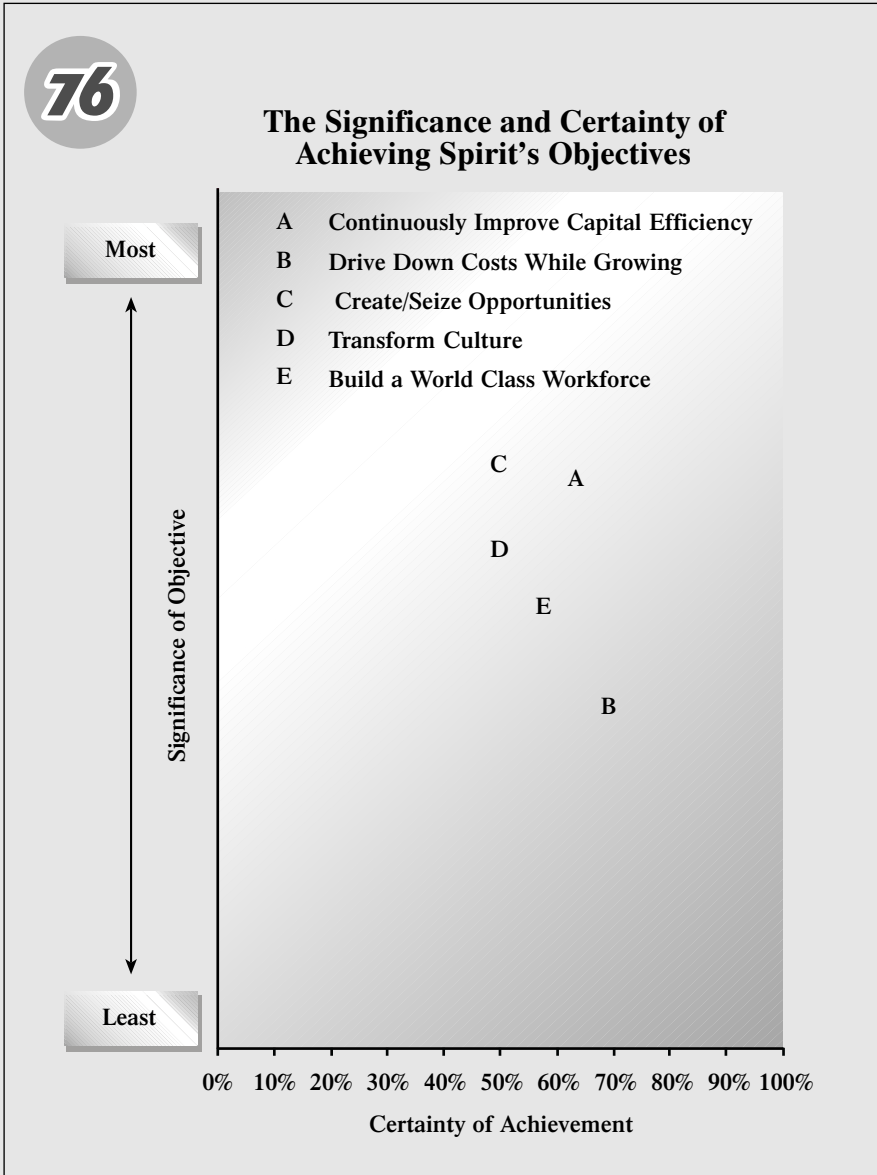 76
The Significance and Certainty of
Achieving Spirit's Objectives
Most
A Continuously Improve Capital Efficiency
B Drive Down Costs While Growing
C Create/Seize Opportunities
D Transform Culture
E Build a World Class Workforce
C
A
D
E
B
Significance of Objective
Least
0% 10% 20% 30% 40% 50% 60% 70% 80% 90% 100%
Certainty of Achievement